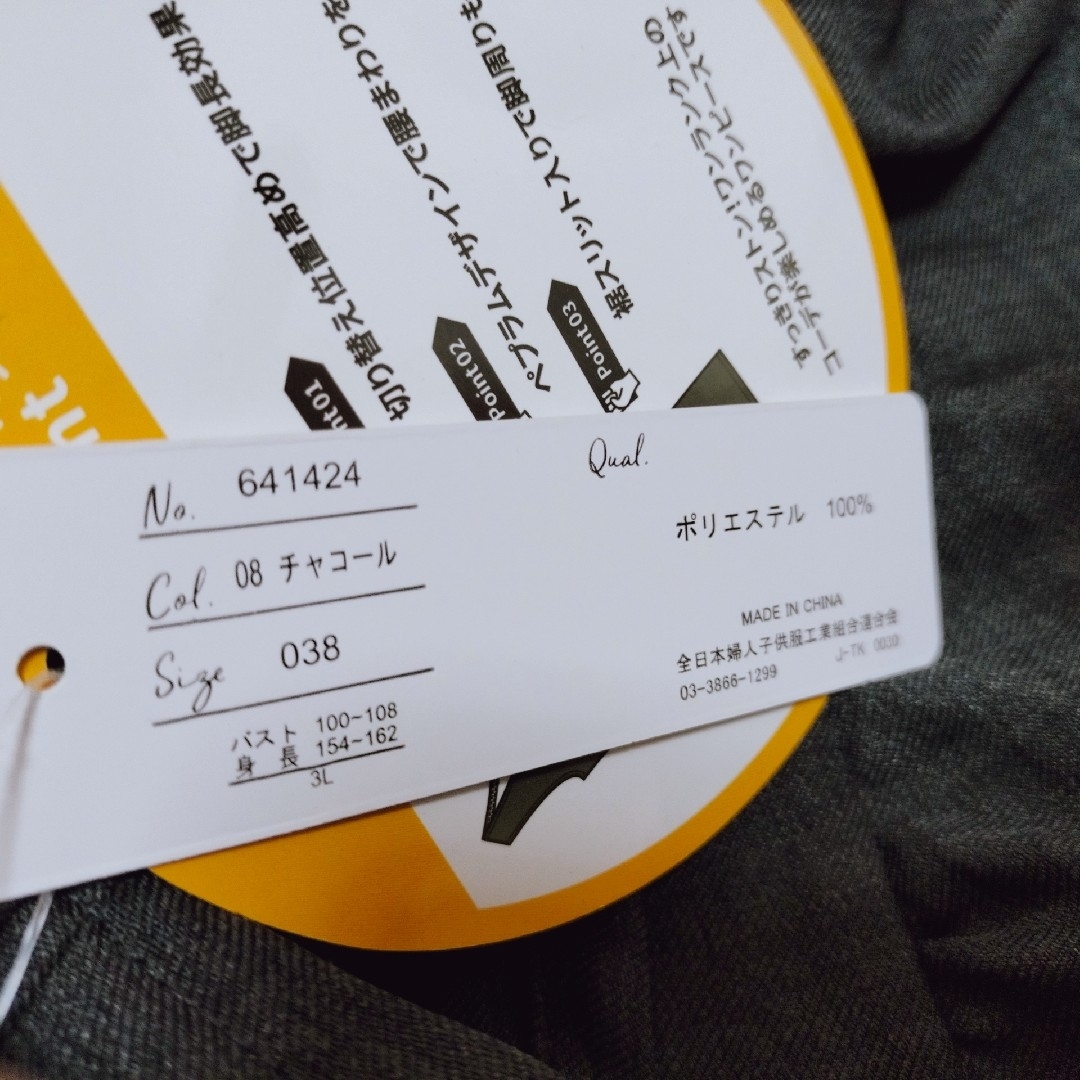 nt
nt01
切り替え位置高めで脚長効果
Point02
ペプラムデザインで腰まわりを
Point03
裾スリット入りで脚周りも
すっきりストン!ワンランク上の
コーデが楽しめるワンピースです
No. 641424
Col. 08 チャコール
Size 038
バスト 100~108
身長 154~162
3L
Qual.
ポリエステル 100%
MADE IN CHINA
全日本婦人子供服工業組合連合会
J-TK 0030
03-3866-1299